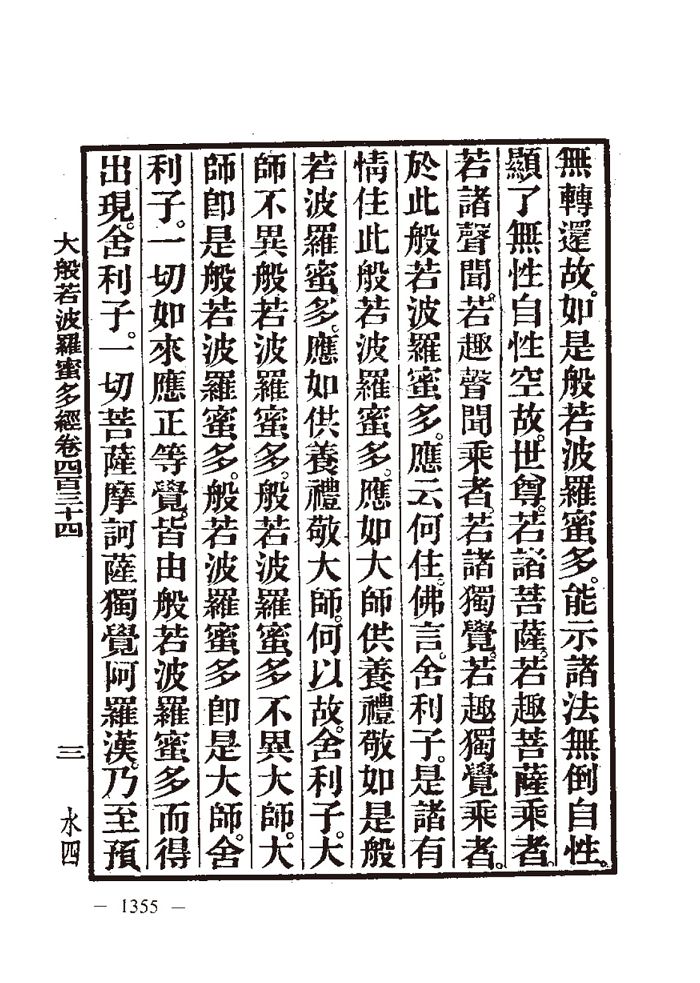 無轉還故。如是般若波羅蜜多。能示諸法無倒自性。
顯了無性自性空故。世尊。若諸菩薩。若趣菩薩乘者。
若諸聲聞。若趣聲聞乘者。若諸獨覺。若趣獨覺乘者。
於此般若波羅蜜多。應云何住。佛言。舍利子。是諸有
情住此般若波羅蜜多。應如大師供養禮敬如是般
若波羅蜜多。應如供養禮敬大師。何以故。舍利子。大
師不異般若波羅蜜多。般若波羅蜜多不異大師。大
師卽是般若波羅蜜多。般若波羅蜜多卽是大師。舍
利子。一切如來應正等覺。皆由般若波羅蜜多而得
出現。舍利子。一切菩薩摩訶薩獨覺阿羅漢。乃至預
大般若波羅蜜多經卷四百三十四
三
水四
— 1355 —